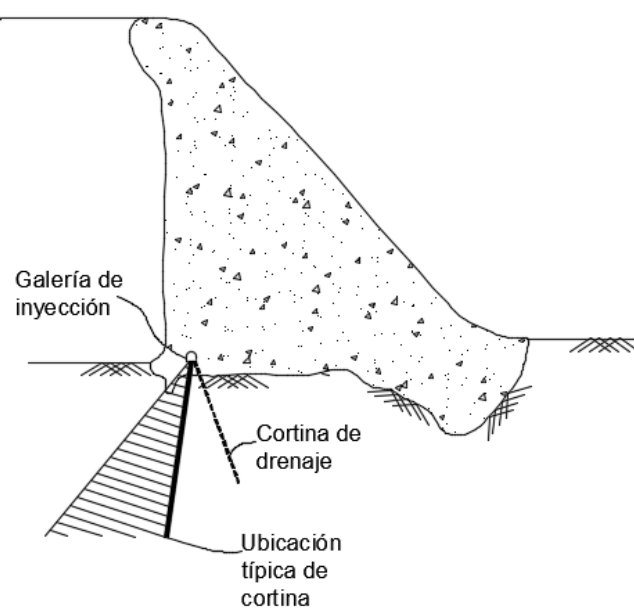 Galería de
inyección
Cortina de
drenaje
Ubicación
típica de
cortina